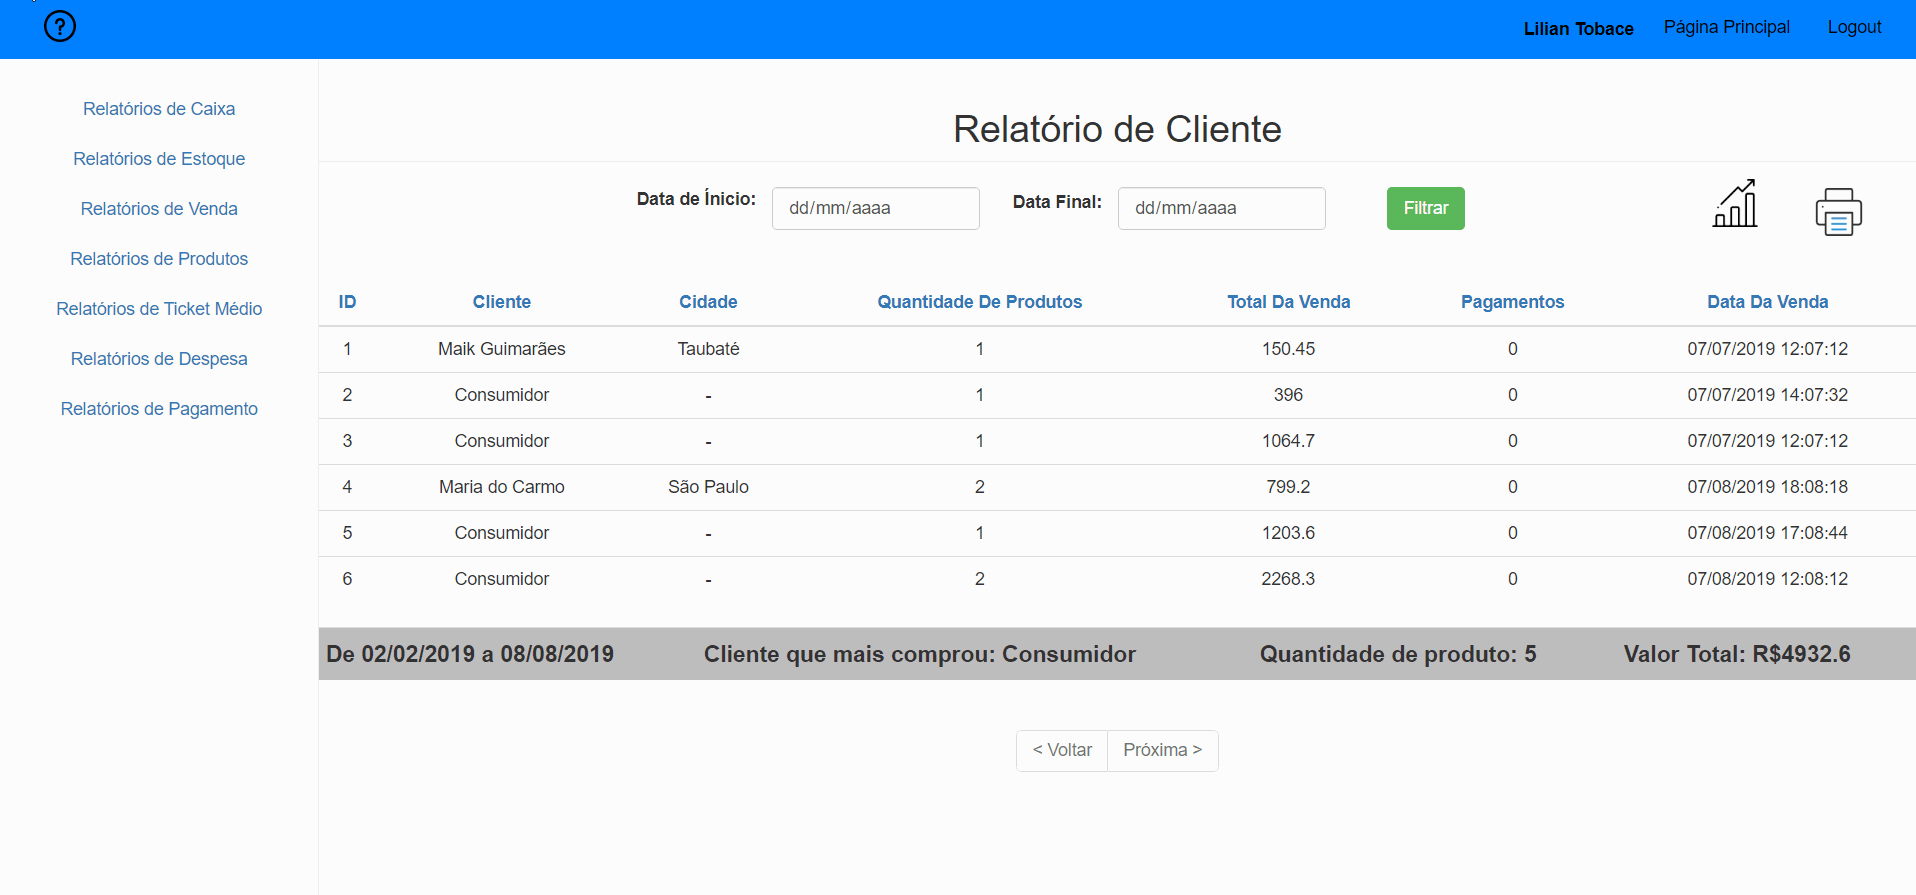 ?
Lilian Tobace Página Principal Logout
Relatórios de Caixa
Relatórios de Estoque
Relatórios de Venda
Relatórios de Produtos
Relatórios de Ticket Médio
Relatórios de Despesa
Relatórios de Pagamento
Relatório de Cliente
Data de Ínicio: dd/mm/aaaa Data Final: dd/mm/aaaa Filtrar
ID Cliente Cidade Quantidade De Produtos Total Da Venda Pagamentos Data Da Venda
1 Maik Guimarães Taubaté 1 150.45 0 07/07/2019 12:07:12
2 Consumidor - 1 396 0 07/07/2019 14:07:32
3 Consumidor - 1 1064.7 0 07/07/2019 12:07:12
4 Maria do Carmo São Paulo 2 799.2 0 07/08/2019 18:08:18
5 Consumidor - 1 1203.6 0 07/08/2019 17:08:44
6 Consumidor - 2 2268.3 0 07/08/2019 12:08:12
De 02/02/2019 a 08/08/2019 Cliente que mais comprou: Consumidor Quantidade de produto: 5 Valor Total: R$4932.6
< Voltar Próxima >